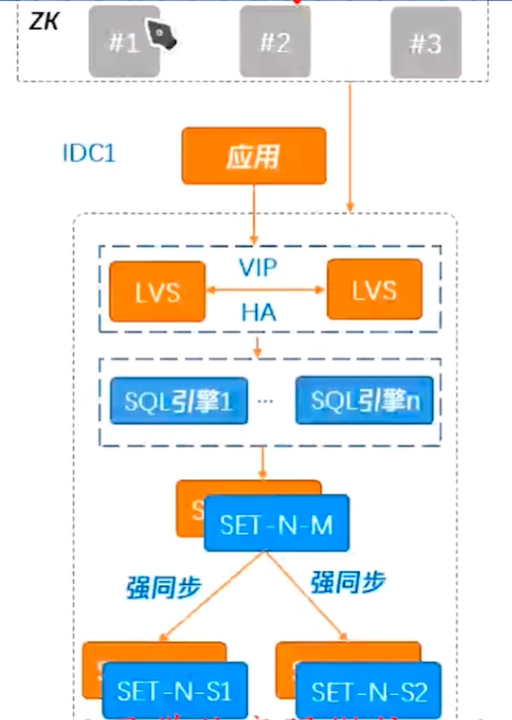 ZK
#1
#2
#3
IDC1
应用
VIP
LVS
LVS
HA
SQL引擎1
...
SQL引擎n
S
SET-N-M
强同步
强同步
S
S
SET-N-S1
SET-N-S2